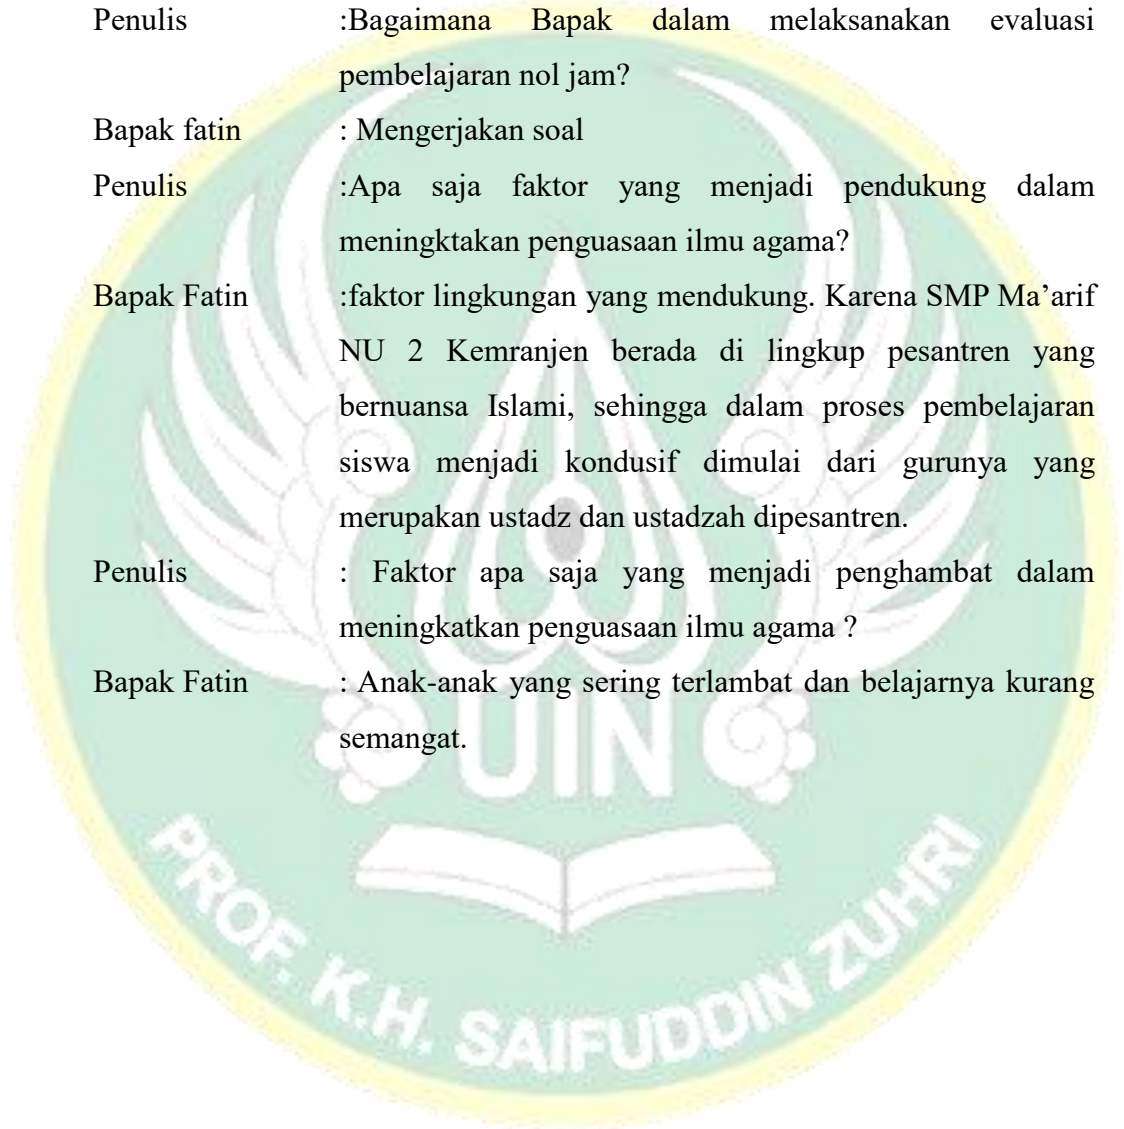 Penulis :Bagaimana Bapak dalam melaksanakan evaluasi
pembelajaran nol jam?
Bapak fatin : Mengerjakan soal
Penulis :Apa saja faktor yang menjadi pendukung dalam
meningktakan penguasaan ilmu agama?
Bapak Fatin :faktor lingkungan yang mendukung. Karena SMP Ma’arif
NU 2 Kemranjen berada di lingkup pesantren yang
bernuansa Islami, sehingga dalam proses pembelajaran
siswa menjadi kondusif dimulai dari gurunya yang
merupakan ustadz dan ustadzah dipesantren.
Penulis : Faktor apa saja yang menjadi penghambat dalam
meningkatkan penguasaan ilmu agama ?
Bapak Fatin : Anak-anak yang sering terlambat dan belajarnya kurang
semangat.
UIN
PROF. K.H. SAIFUDDIN ZUHRI